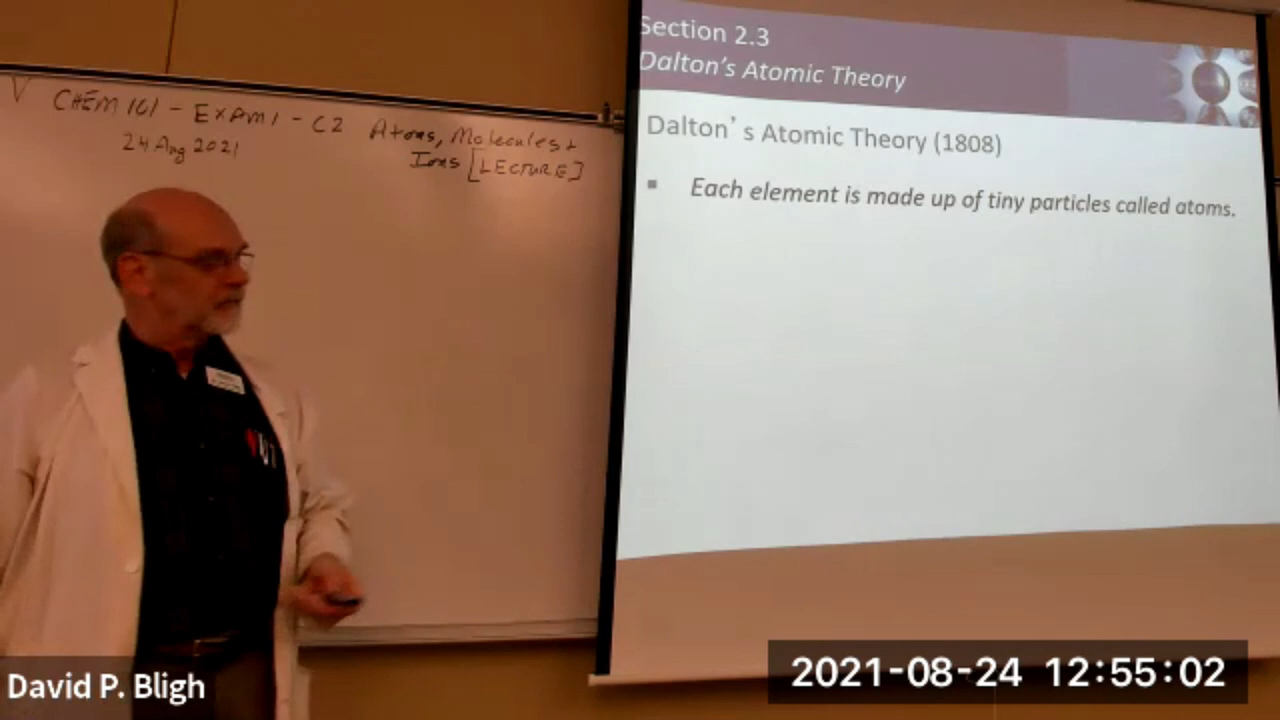 CHEM 101 - EXAM 1 - C2 Atoms, Molecules +
24 Aug 2021 Ions [LECTURE]
Section 2.3
Dalton's Atomic Theory
Dalton's Atomic Theory (1808)
▪ Each element is made up of tiny particles called atoms.
David P. Bligh
2021-08-24 12:55:02